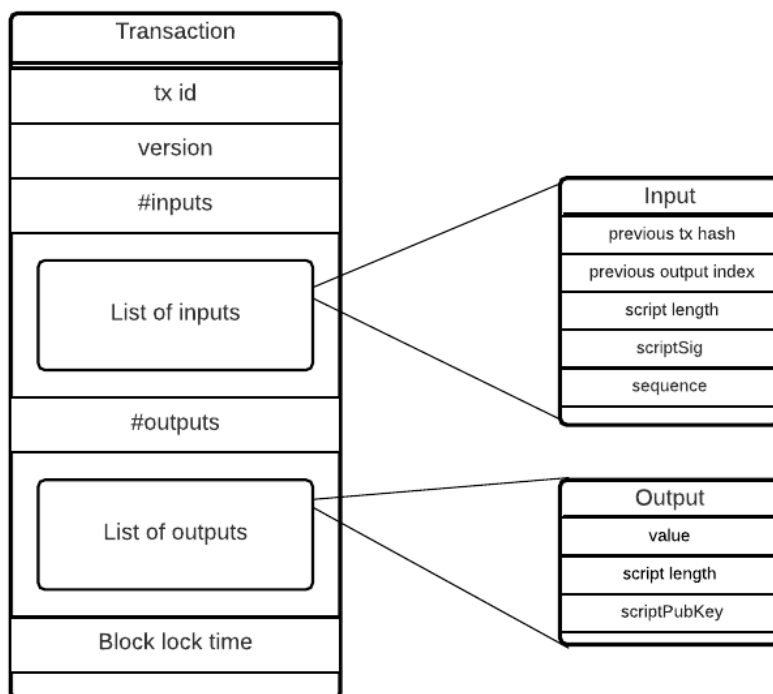 Transaction
tx id
version
#inputs
List of inputs
#outputs
List of outputs
Block lock time
Input
previous tx hash
previous output index
script length
scriptSig
sequence
Output
value
script length
scriptPubKey